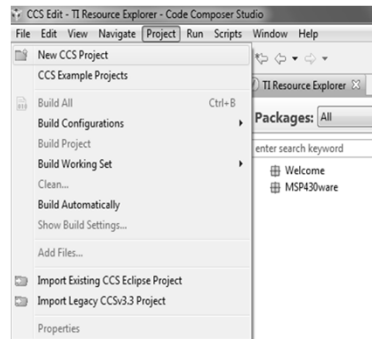 CCS Edit - TI Resource Explorer - Code Composer Studio
File Edit View Navigate Project Run Scripts Window Help
New CCS Project
CCS Example Projects
Build All Ctrl+B
Build Configurations
Build Project
Build Working Set
Clean...
Build Automatically
Show Build Settings...
Add Files...
Import Existing CCS Eclipse Project
Import Legacy CCSv3.3 Project
Properties
TI Resource Explorer
Packages: All
enter search keyword
Welcome
MSP430ware